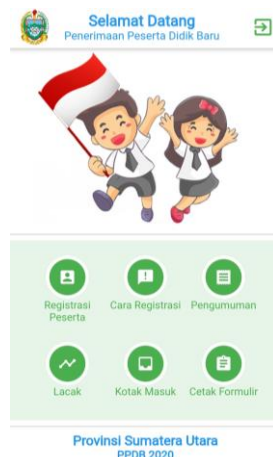 Selamat Datang
Penerimaan Peserta Didik Baru
Registrasi
Peserta
Cara Registrasi
Pengumuman
Lacak
Kotak Masuk
Cetak Formulir
Provinsi Sumatera Utara
PPDB 2020